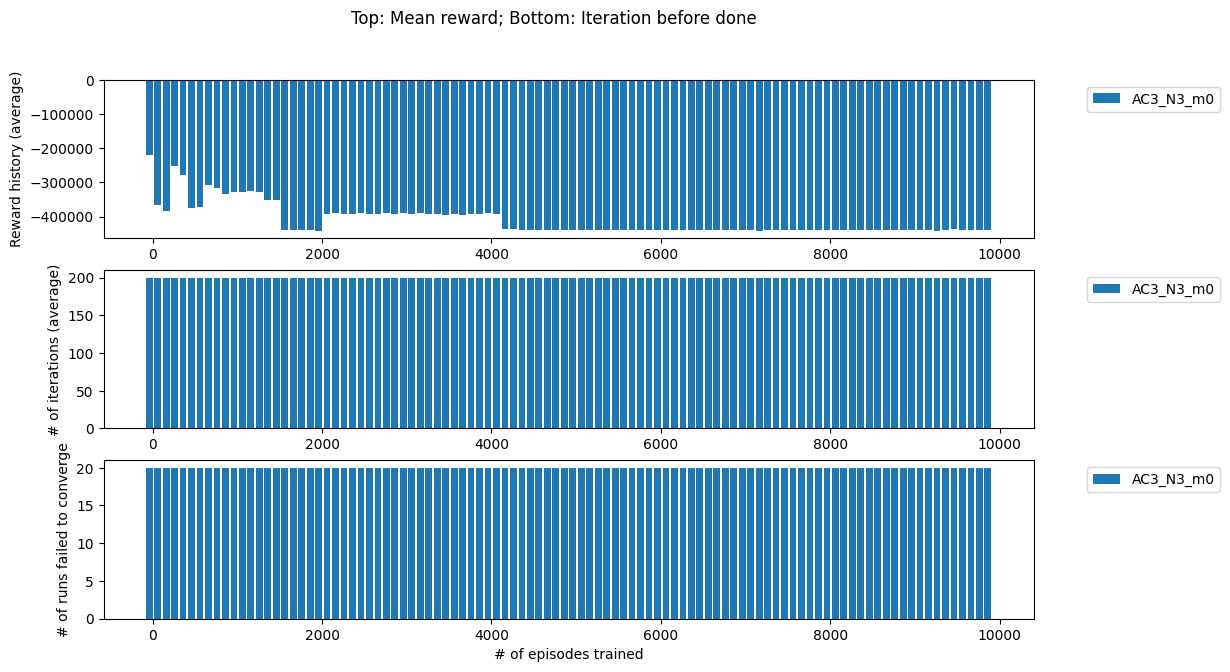 Top: Mean reward; Bottom: Iteration before done
Reward history (average)
0
−100000
−200000
−300000
−400000
0 2000 4000 6000 8000 10000
AC3_N3_m0
# of iterations (average)
200
150
100
50
0
0 2000 4000 6000 8000 10000
AC3_N3_m0
# of runs failed to converge
20
15
10
5
0
0 2000 4000 6000 8000 10000
AC3_N3_m0
# of episodes trained